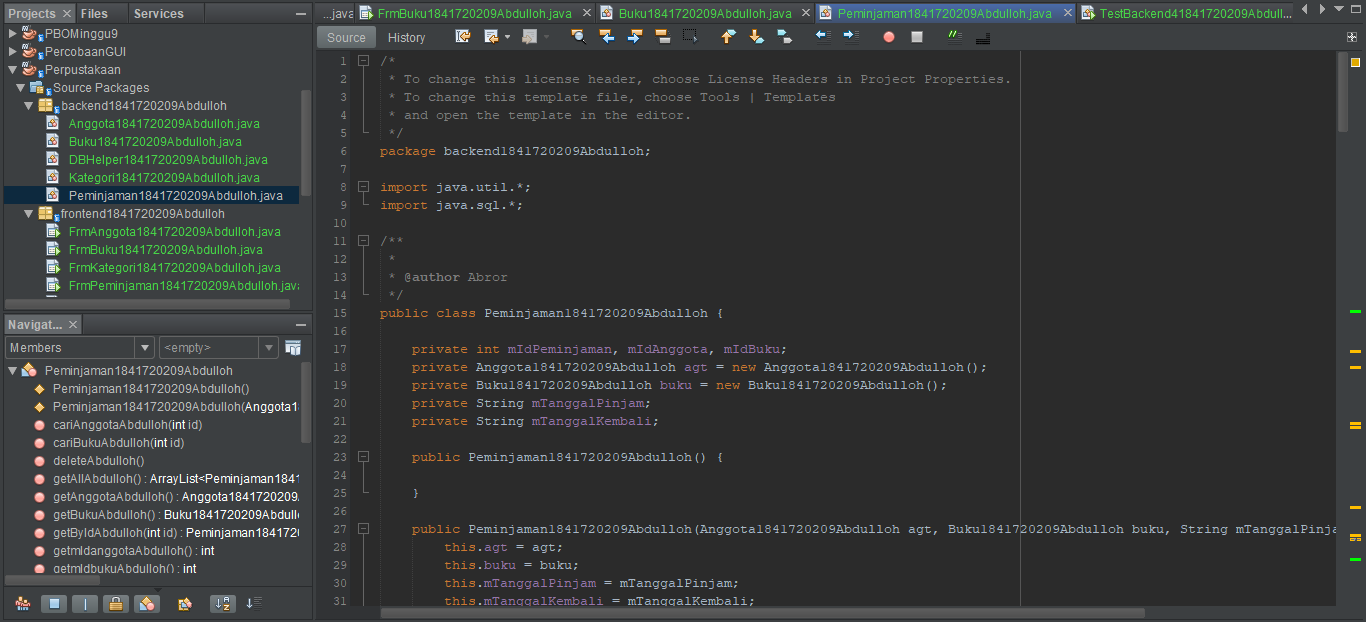 Projects
Files
Services
PBOMinggu9
PercobaanGUI
Perpustakaan
Source Packages
backend1841720209Abdulloh
Anggota1841720209Abdulloh.java
Buku1841720209Abdulloh.java
DBHelper1841720209Abdulloh.java
Kategori1841720209Abdulloh.java
Peminjaman1841720209Abdulloh.java
frontend1841720209Abdulloh
FrmAnggota1841720209Abdulloh.java
FrmBuku1841720209Abdulloh.java
FrmKategori1841720209Abdulloh.java
FrmPeminjaman1841720209Abdulloh.java
Navigat...
Members
<empty>
Peminjaman1841720209Abdulloh
Peminjaman1841720209Abdulloh()
Peminjaman1841720209Abdulloh(Anggota1
cariAnggotaAbdulloh(int id)
cariBukuAbdulloh(int id)
deleteAbdulloh()
getAllAbdulloh() : ArrayList<Peminjaman1841
getAnggotaAbdulloh() : Anggota1841720209
getBukuAbdulloh() : Buku1841720209Abdull
getByIdAbdulloh(int id) : Peminjaman184172
getmIdanggotaAbdulloh() : int
getmIdbukuAbdulloh() : int
...java
FrmBuku1841720209Abdulloh.java
Buku1841720209Abdulloh.java
Peminjaman1841720209Abdulloh.java
TestBackend41841720209Abdull...
Source
History
1 /*
2 * To change this license header, choose License Headers in Project Properties.
3 * To change this template file, choose Tools | Templates
4 * and open the template in the editor.
5 */
6 package backend1841720209Abdulloh;
7
8 import java.util.*;
9 import java.sql.*;
10
11 /**
12 *
13 * @author Abror
14 */
15 public class Peminjaman1841720209Abdulloh {
16
17 private int mIdPeminjaman, mIdAnggota, mIdBuku;
18 private Anggota1841720209Abdulloh agt = new Anggota1841720209Abdulloh();
19 private Buku1841720209Abdulloh buku = new Buku1841720209Abdulloh();
20 private String mTanggalPinjam;
21 private String mTanggalKembali;
22
23 public Peminjaman1841720209Abdulloh() {
24
25 }
26
27 public Peminjaman1841720209Abdulloh(Anggota1841720209Abdulloh agt, Buku1841720209Abdulloh buku, String mTanggalPinja
28 this.agt = agt;
29 this.buku = buku;
30 this.mTanggalPinjam = mTanggalPinjam;
31 this.mTanggalKembali = mTanggalKembali;